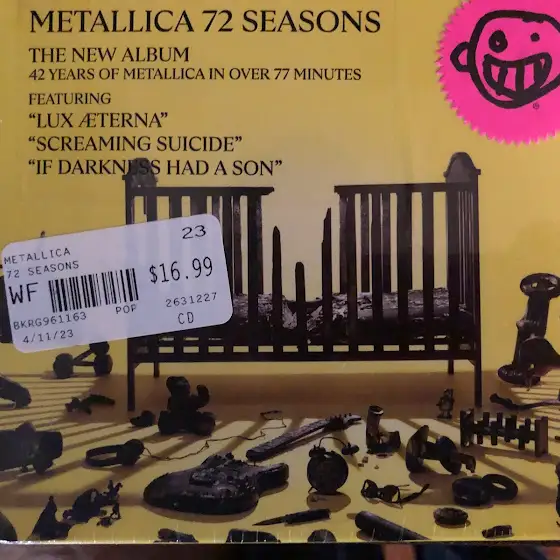 METALLICA 72 SEASONS
THE NEW ALBUM
42 YEARS OF METALLICA IN OVER 77 MINUTES
FEATURING
“LUX ÆTERNA”
“SCREAMING SUICIDE”
“IF DARKNESS HAD A SON”
23
METALLICA
72 SEASONS
WF
$16.99
POP
BKRG961163
2631227
4/11/23
CD
®